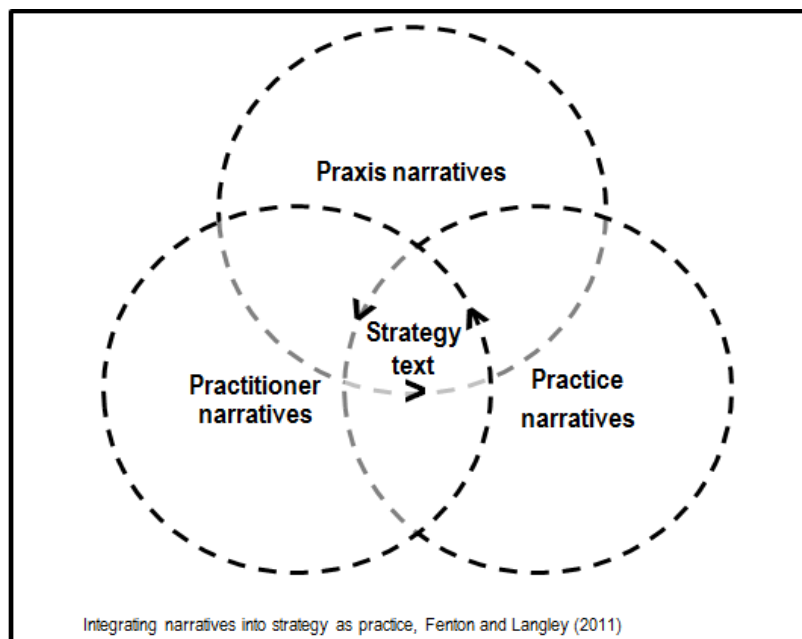 Praxis narratives
Strategy
text
Practitioner
narratives
Practice
narratives
Integrating narratives into strategy as practice, Fenton and Langley (2011)